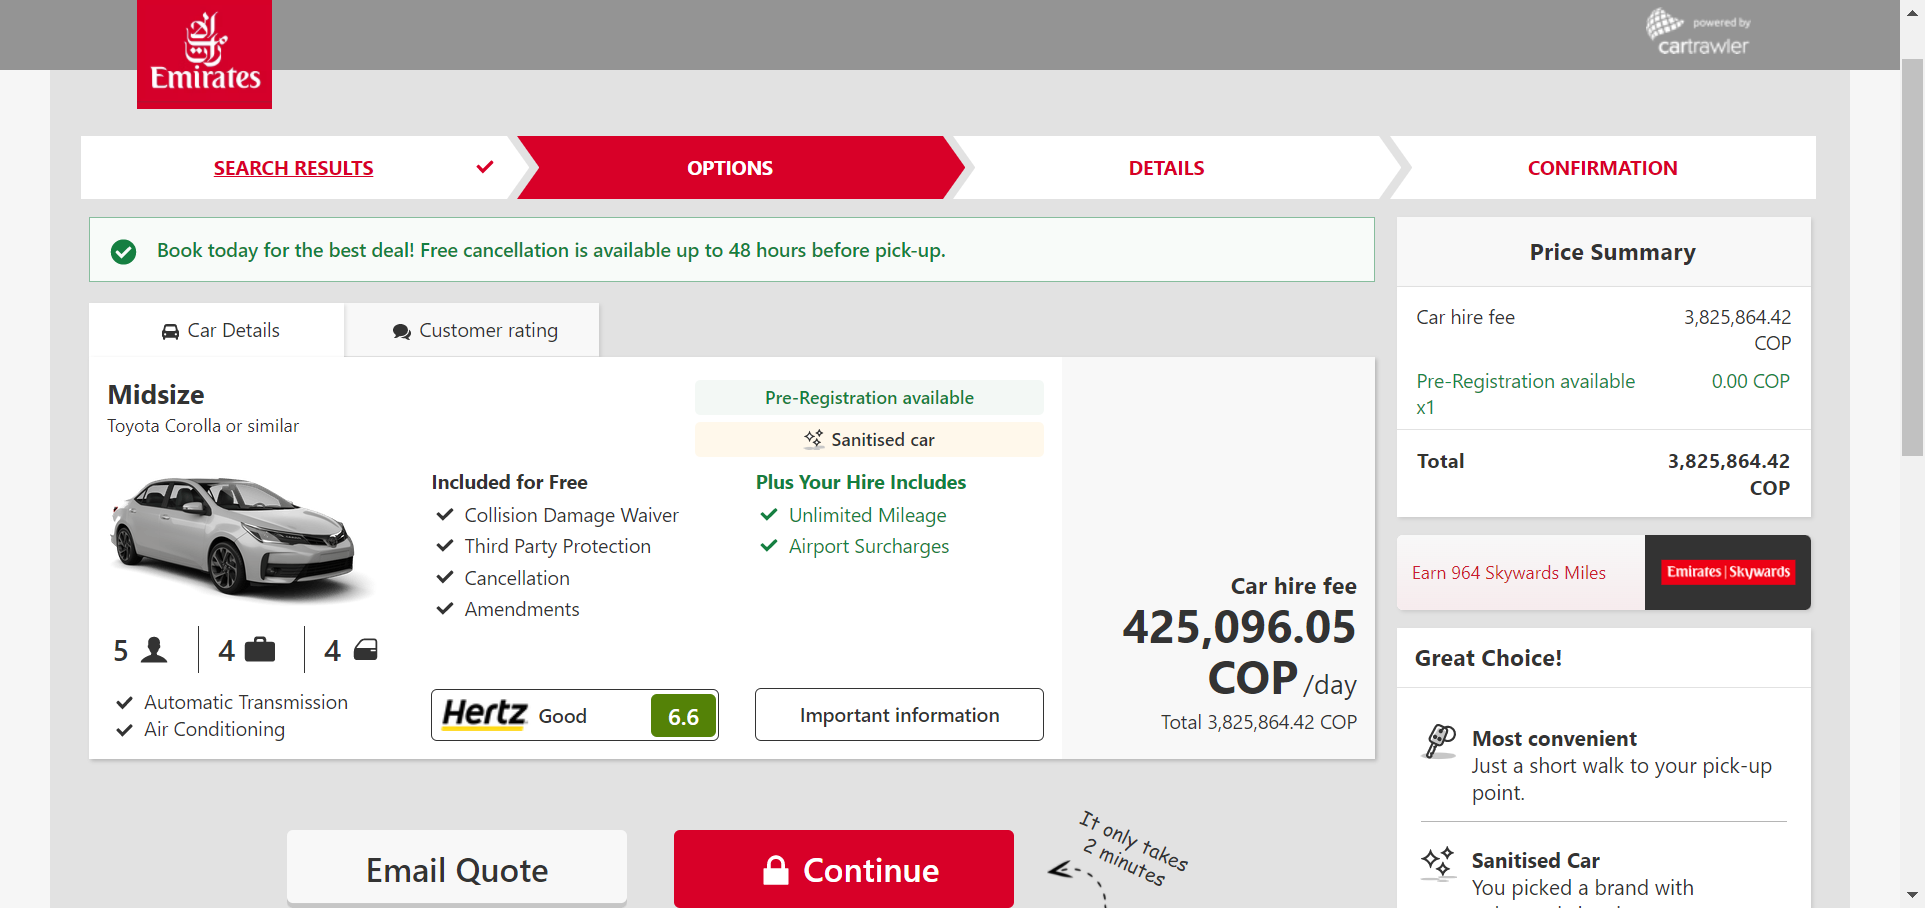 Emirates
powered by
cartrawler
SEARCH RESULTS
OPTIONS
DETAILS
CONFIRMATION
Book today for the best deal! Free cancellation is available up to 48 hours before pick-up.
Car Details
Customer rating
Midsize
Toyota Corolla or similar
Pre-Registration available
Sanitised car
Included for Free
Collision Damage Waiver
Third Party Protection
Cancellation
Amendments
Plus Your Hire Includes
Unlimited Mileage
Airport Surcharges
5
4
4
Automatic Transmission
Air Conditioning
Hertz Good 6.6
Important information
Car hire fee
425,096.05
COP /day
Total 3,825,864.42 COP
Email Quote
Continue
It only takes
2 minutes
Price Summary
Car hire fee 3,825,864.42
COP
Pre-Registration available 0.00 COP
x1
Total 3,825,864.42
COP
Earn 964 Skywards Miles
Emirates | Skywards
Great Choice!
Most convenient
Just a short walk to your pick-up
point.
Sanitised Car
You picked a brand with